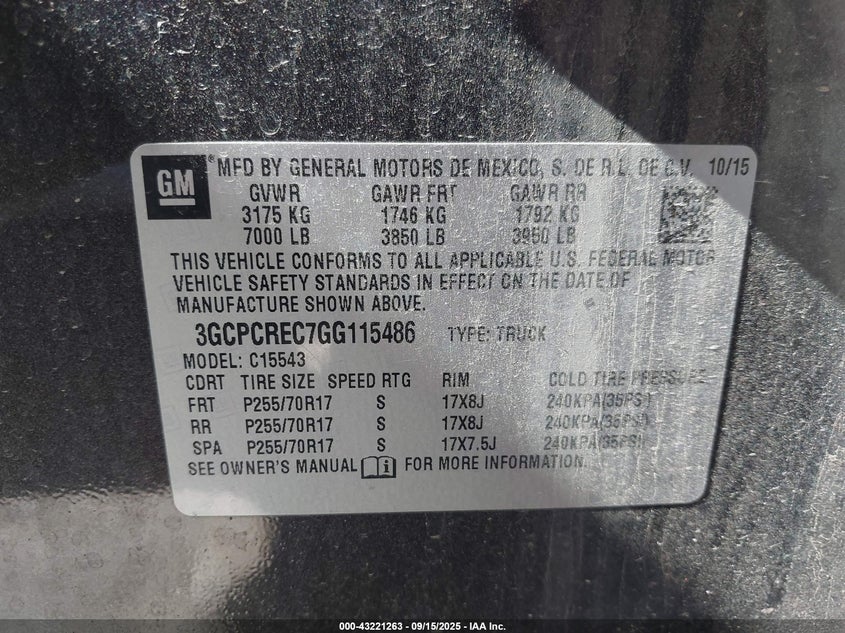 GM ® MFD BY GENERAL MOTORS DE MEXICO, S. DE R.L. DE C.V. 10/15
GVWR GAWR FRT GAWR RR
3175 KG 1746 KG 1792 KG
7000 LB 3850 LB 3950 LB
THIS VEHICLE CONFORMS TO ALL APPLICABLE U.S. FEDERAL MOTOR
VEHICLE SAFETY STANDARDS IN EFFECT ON THE DATE OF
MANUFACTURE SHOWN ABOVE.
3GCPCREC7GG115486 TYPE: TRUCK
MODEL: C15543
CDRT TIRE SIZE SPEED RTG RIM COLD TIRE PRESSURE
FRT P255/70R17 S 17X8J 240KPA(35PSI)
RR P255/70R17 S 17X8J 240KPA(35PSI)
SPA P255/70R17 S 17X7.5J 240KPA(35PSI)
SEE OWNER'S MANUAL FOR MORE INFORMATION.
000-43221263 - 09/15/2025 - IAA Inc.